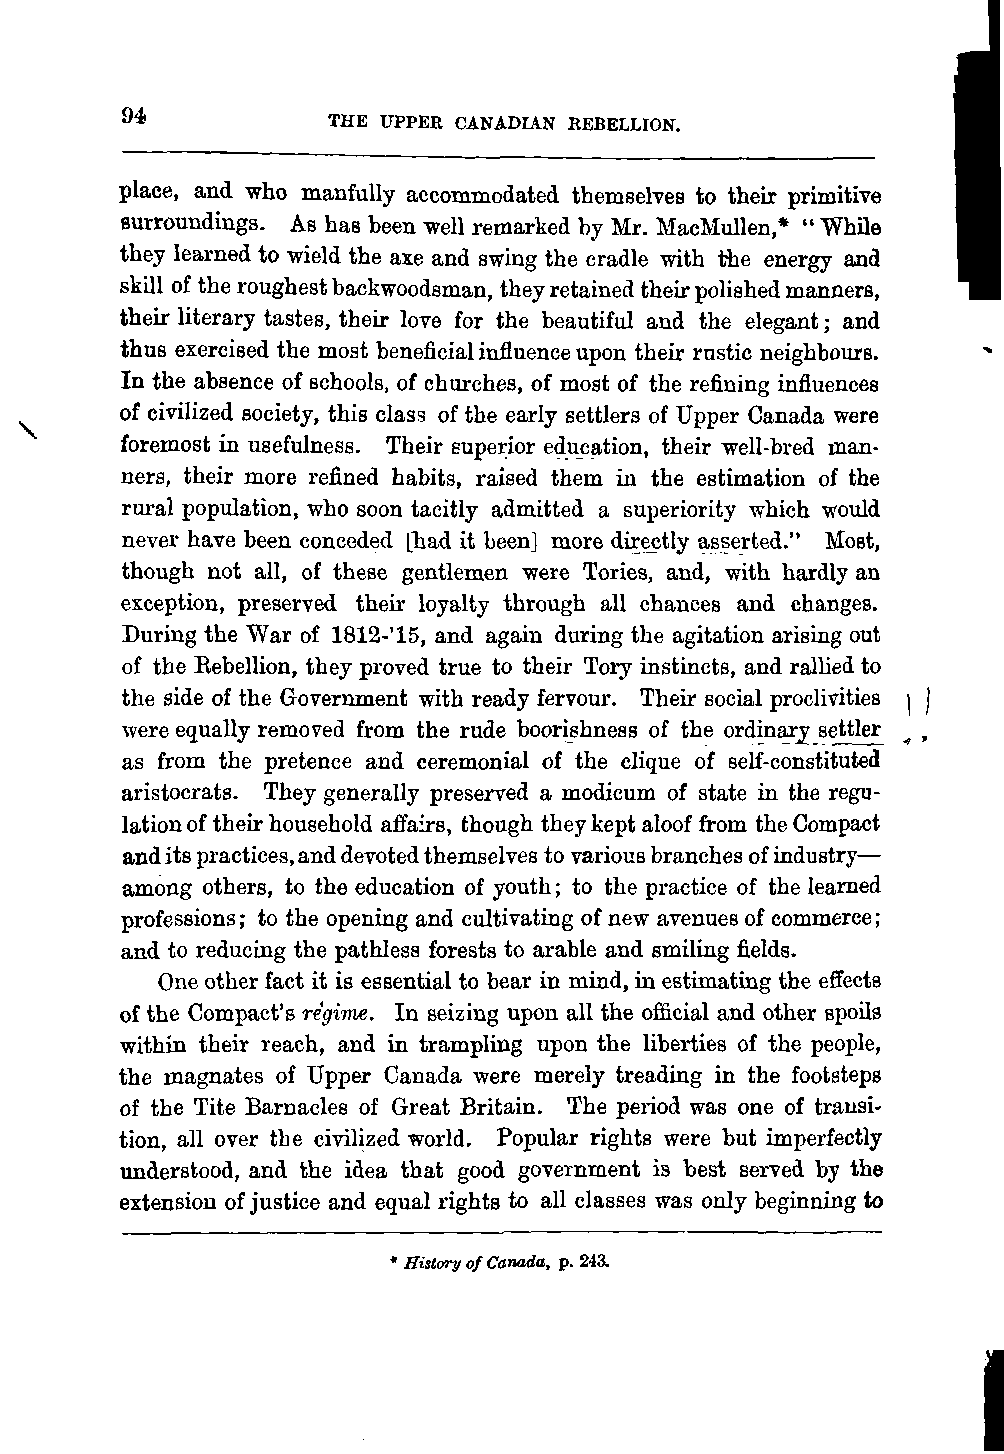 94
THE UPPER CANADIAN REBELLION.
place, and who manfully accommodated themselves to their primitive
surroundings. As has been well remarked by Mr. MacMullen,* "While
they learned to wield the axe and swing the cradle with the energy and
skill of the roughest backwoodsman, they retained their polished manners,
their literary tastes, their love for the beautiful and the elegant; and
thus exercised the most beneficial influence upon their rustic neighbours.
In the absence of schools, of churches, of most of the refining influences
of civilized society, this class of the early settlers of Upper Canada were
foremost in usefulness. Their superior education, their well-bred man-
ners, their more refined habits, raised them in the estimation of the
rural population, who soon tacitly admitted a superiority which would
never have been conceded [had it been] more directly asserted." Most,
though not all, of these gentlemen were Tories, and, with hardly an
exception, preserved their loyalty through all chances and changes.
During the War of 1812-'15, and again during the agitation arising out
of the Rebellion, they proved true to their Tory instincts, and rallied to
the side of the Government with ready fervour. Their social proclivities
were equally removed from the rude boorishness of the ordinary settler
as from the pretence and ceremonial of the clique of self-constituted
aristocrats. They generally preserved a modicum of state in the regu-
lation of their household affairs, though they kept aloof from the Compact
and its practices, and devoted themselves to various branches of industry—
among others, to the education of youth; to the practice of the learned
professions; to the opening and cultivating of new avenues of commerce;
and to reducing the pathless forests to arable and smiling fields.
One other fact it is essential to bear in mind, in estimating the effects
of the Compact's régime. In seizing upon all the official and other spoils
within their reach, and in trampling upon the liberties of the people,
the magnates of Upper Canada were merely treading in the footsteps
of the Tite Barnacles of Great Britain. The period was one of transi-
tion, all over the civilized world. Popular rights were but imperfectly
understood, and the idea that good government is best served by the
extension of justice and equal rights to all classes was only beginning to
* History of Canada, p. 243.